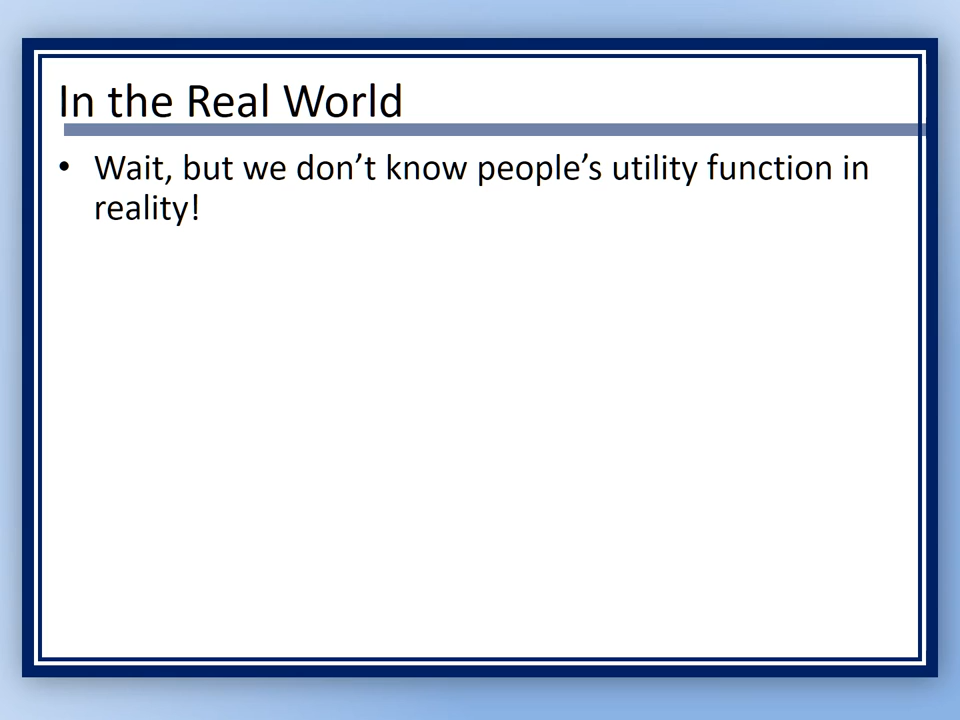 In the Real World
• Wait, but we don’t know people’s utility function in
reality!